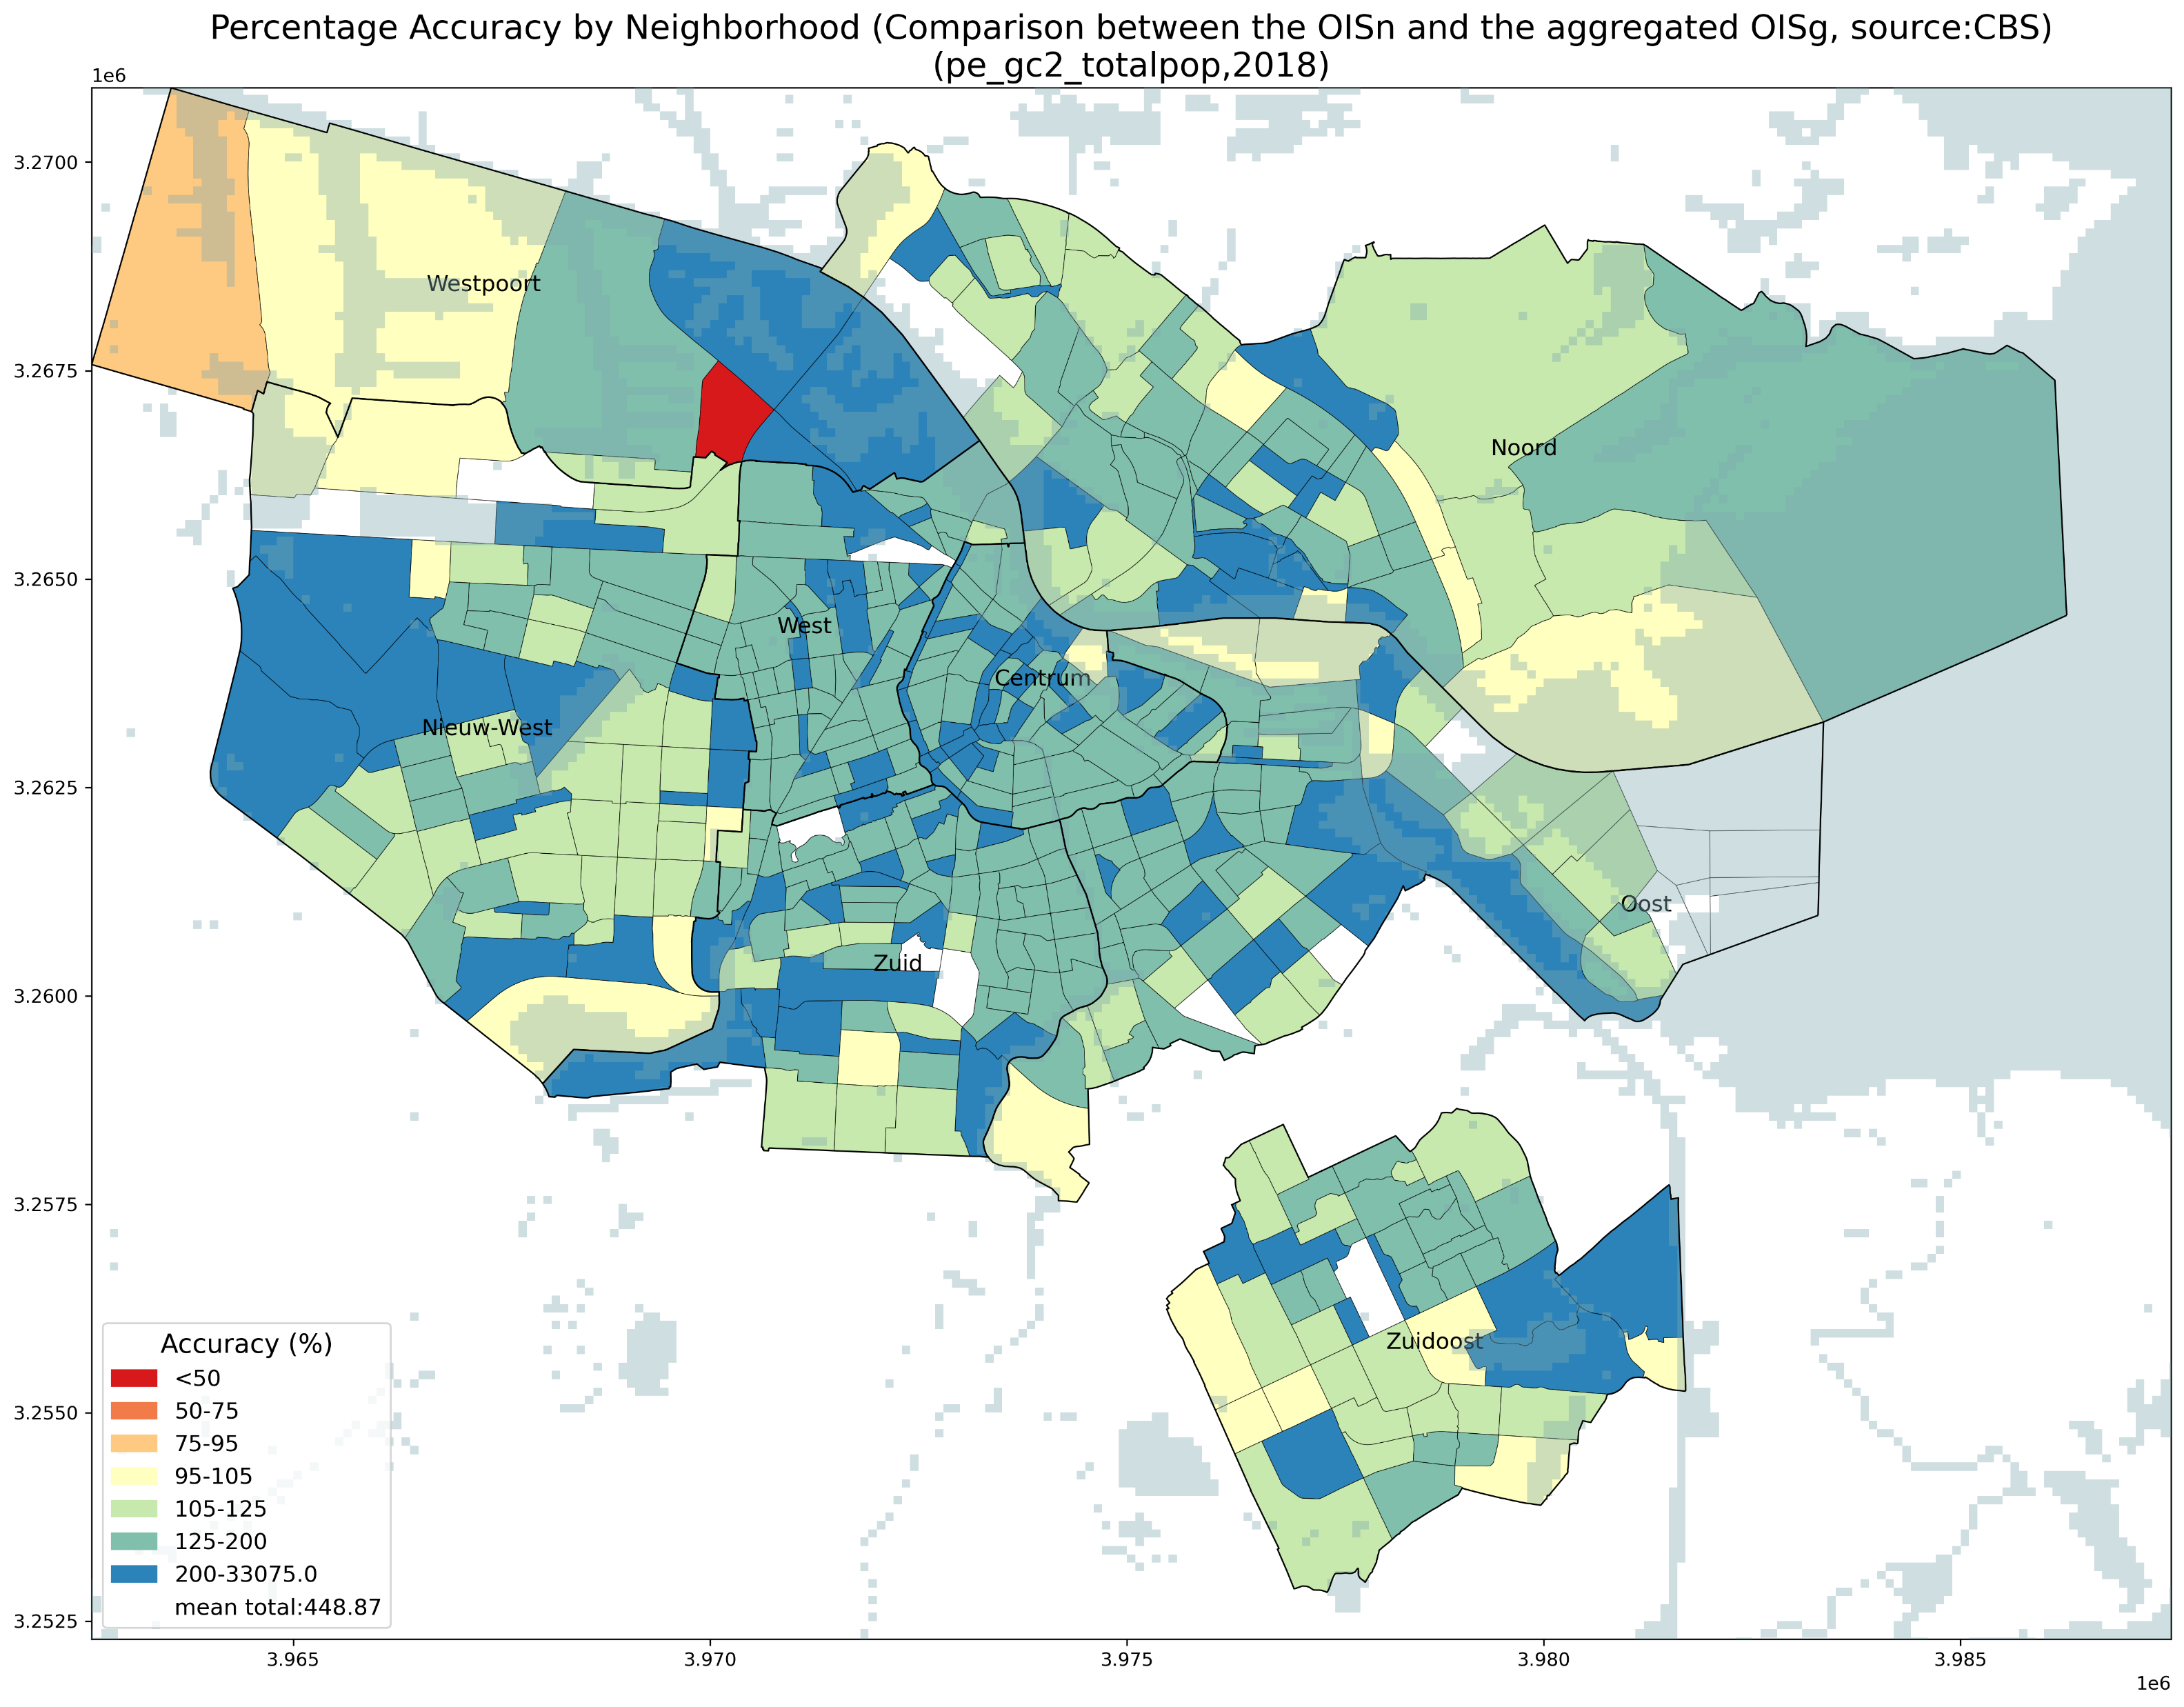 Percentage Accuracy by Neighborhood (Comparison between the OISn and the aggregated OISg, source:CBS)
(pe_gc2_totalpop,2018)
1e6
3.2700
3.2675
3.2650
3.2625
3.2600
3.2575
3.2550
3.2525
Westpoort
Noord
West
Centrum
Nieuw-West
Oost
Zuid
Zuidoost
Accuracy (%)
<50
50-75
75-95
95-105
105-125
125-200
200-33075.0
mean total:448.87
3.965
3.970
3.975
3.980
3.985
1e6